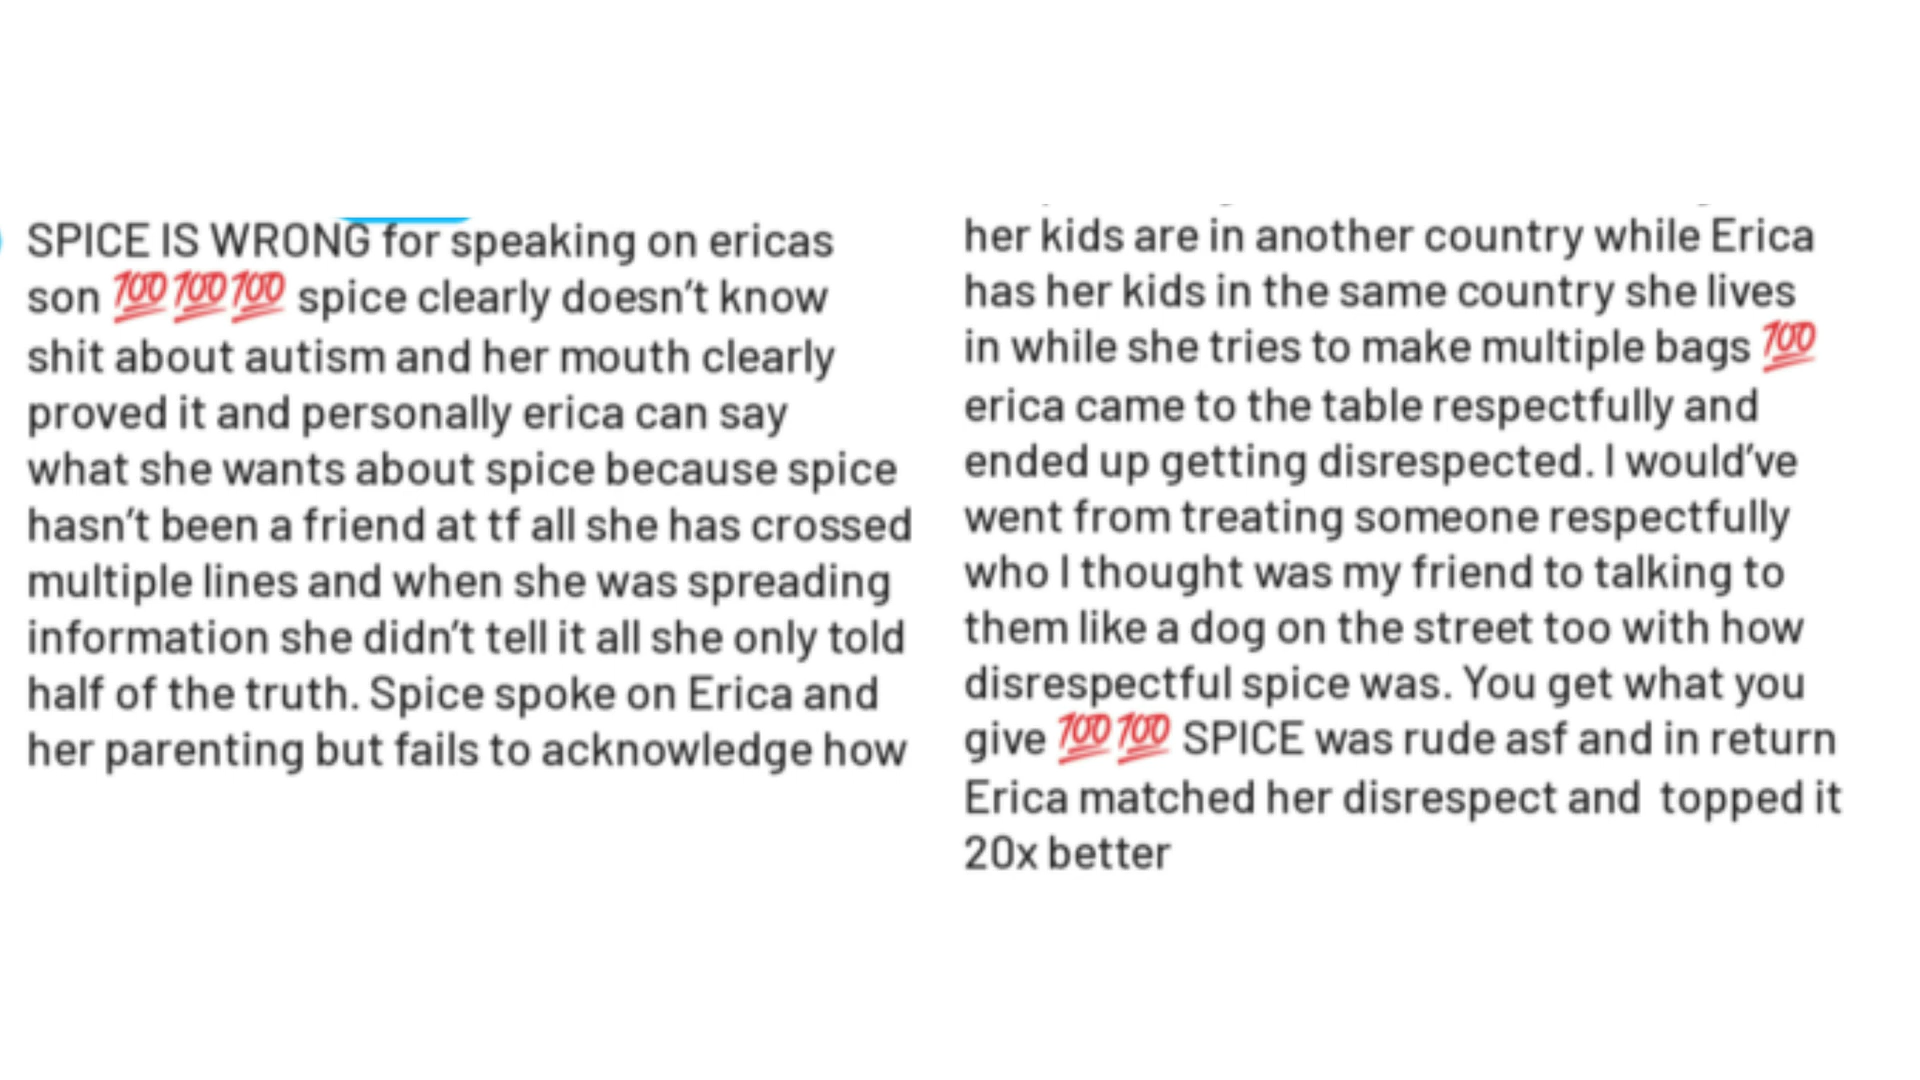 SPICE IS WRONG for speaking on ericas
son 💯💯💯 spice clearly doesn't know
shit about autism and her mouth clearly
proved it and personally erica can say
what she wants about spice because spice
hasn't been a friend at tf all she has crossed
multiple lines and when she was spreading
information she didn't tell it all she only told
half of the truth. Spice spoke on Erica and
her parenting but fails to acknowledge how
her kids are in another country while Erica
has her kids in the same country she lives
in while she tries to make multiple bags 💯
erica came to the table respectfully and
ended up getting disrespected. I would've
went from treating someone respectfully
who I thought was my friend to talking to
them like a dog on the street too with how
disrespectful spice was. You get what you
give 💯💯 SPICE was rude asf and in return
Erica matched her disrespect and  topped it
20x better